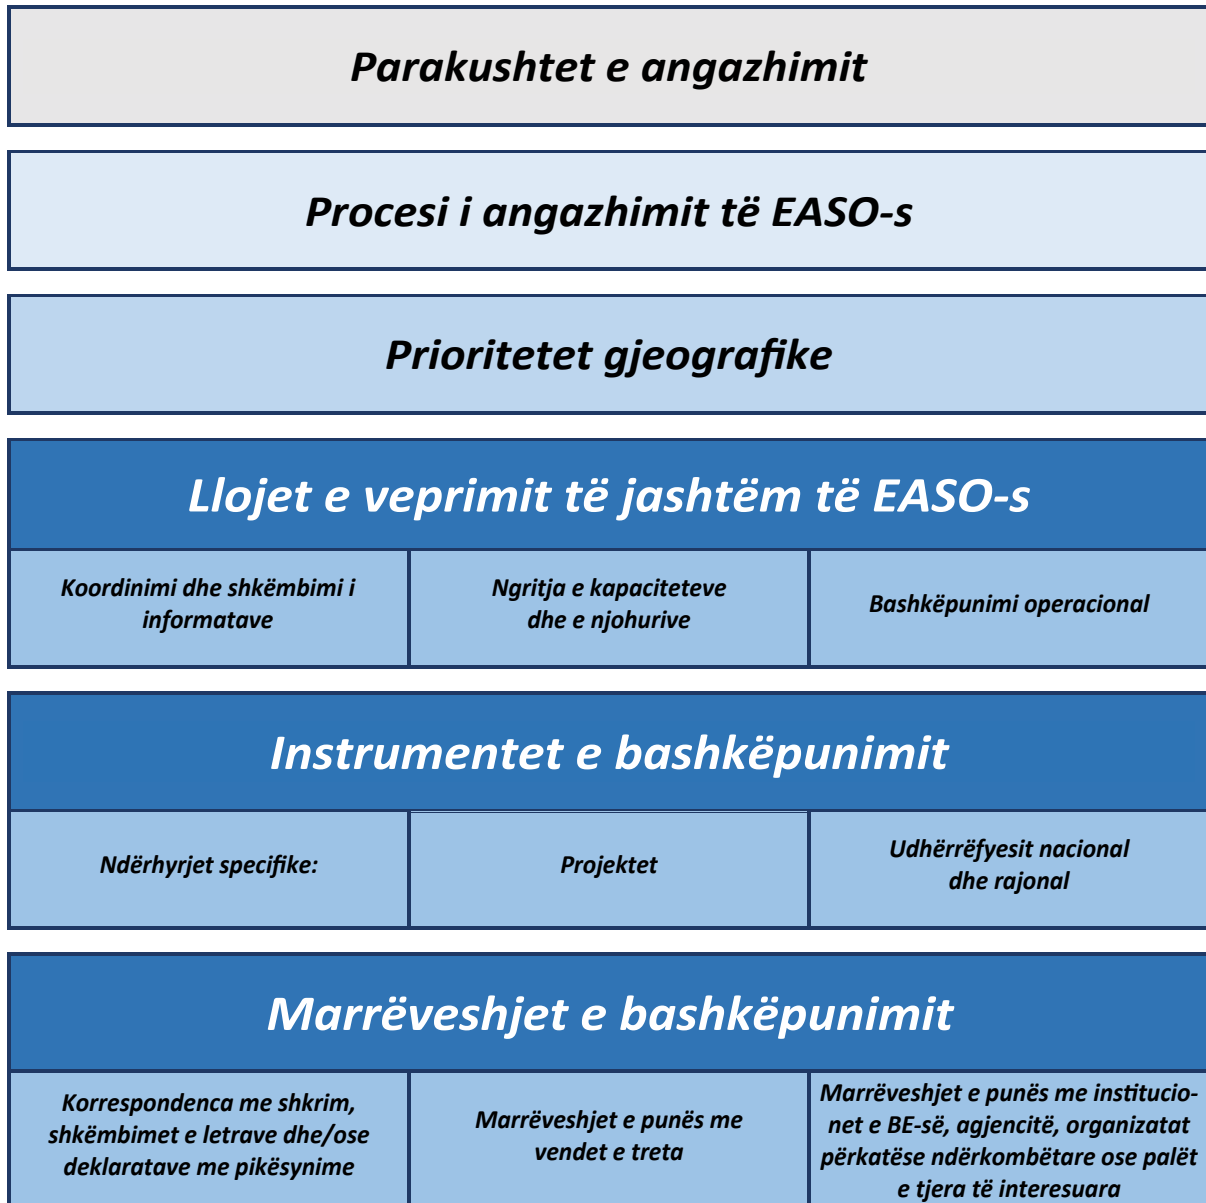 Parakushtet e angazhimit
Procesi i angazhimit të EASO-s
Prioritetet gjeografike
Llojet e veprimit të jashtëm të EASO-s
Koordinimi dhe shkëmbimi i
informatave
Ngritja e kapaciteteve
dhe e njohurive
Bashkëpunimi operacional
Instrumentet e bashkëpunimit
Ndërhyrjet specifike:
Projektet
Udhërrëfyesit nacional
dhe rajonal
Marrëveshjet e bashkëpunimit
Korrespondenca me shkrim,
shkëmbimet e letrave dhe/ose
deklaratave me pikësynime
Marrëveshjet e punës me
vendet e treta
Marrëveshjet e punës me institucio-
net e BE-së, agjencitë, organizatat
përkatëse ndërkombëtare ose palët
e tjera të interesuara